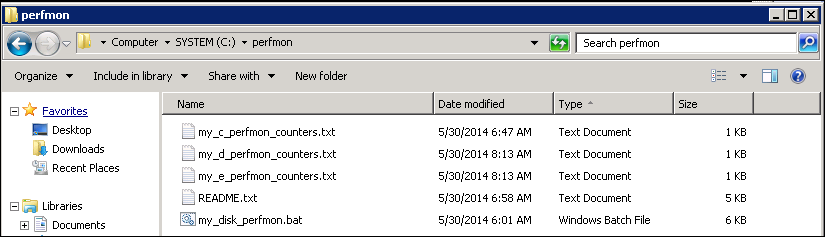 perfmon
Computer SYSTEM (C:) perfmon Search perfmon
Organize Include in library Share with New folder
Favorites
Desktop
Downloads
Recent Places
Libraries
Documents
Name Date modified Type Size
my_c_perfmon_counters.txt 5/30/2014 6:47 AM Text Document 1 KB
my_d_perfmon_counters.txt 5/30/2014 8:13 AM Text Document 1 KB
my_e_perfmon_counters.txt 5/30/2014 8:13 AM Text Document 1 KB
README.txt 5/30/2014 6:58 AM Text Document 5 KB
my_disk_perfmon.bat 5/30/2014 6:01 AM Windows Batch File 6 KB